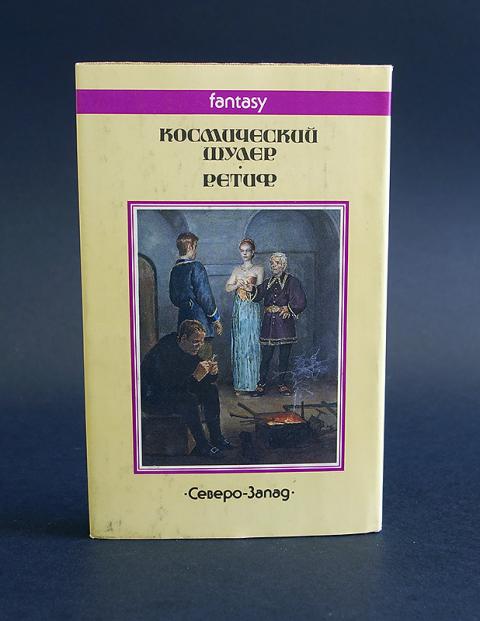 fantasy
КОСМИЧЕСКИЙ
ШУЛЕР
·
РЕТИФ
·Северо-Запад·